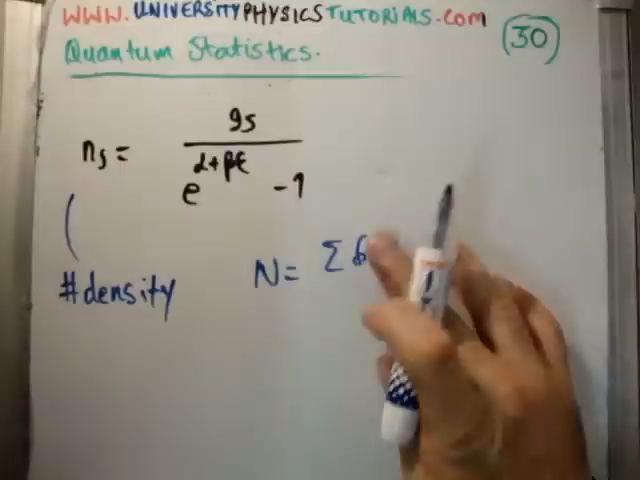 WWW.UNIVERSITYPHYSICSTUTORIALS.COM
30
Quantum Statistics.
ns = gs
e^α+βε - 1
#density
N = Σ